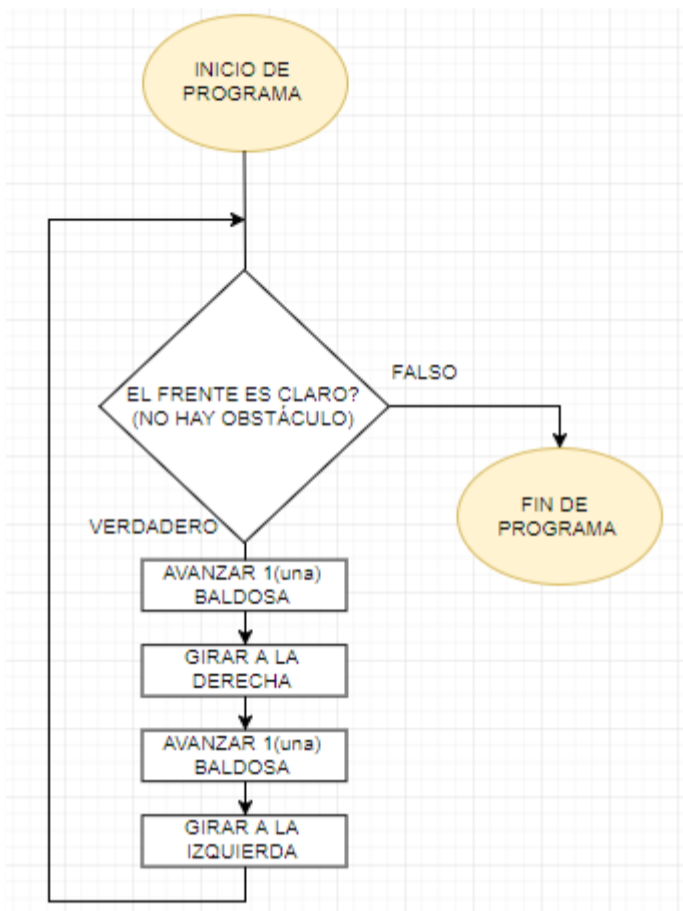 INICIO DE
PROGRAMA
EL FRENTE ES CLARO?
(NO HAY OBSTÁCULO)
FALSO
FIN DE
PROGRAMA
VERDADERO
AVANZAR 1(una)
BALDOSA
GIRAR A LA
DERECHA
AVANZAR 1(una)
BALDOSA
GIRAR A LA
IZQUIERDA